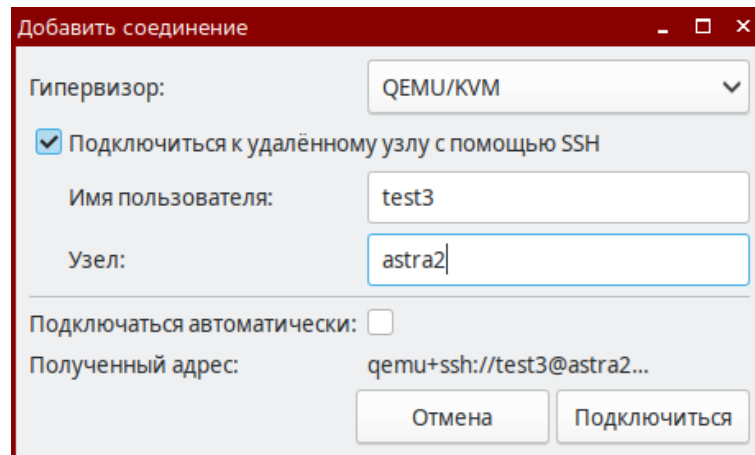 Добавить соединение
Гипервизор: QEMU/KVM
Подключиться к удалённому узлу с помощью SSH
Имя пользователя: test3
Узел: astra2
Подключаться автоматически:
Полученный адрес: qemu+ssh://test3@astra2...
Отмена Подключиться